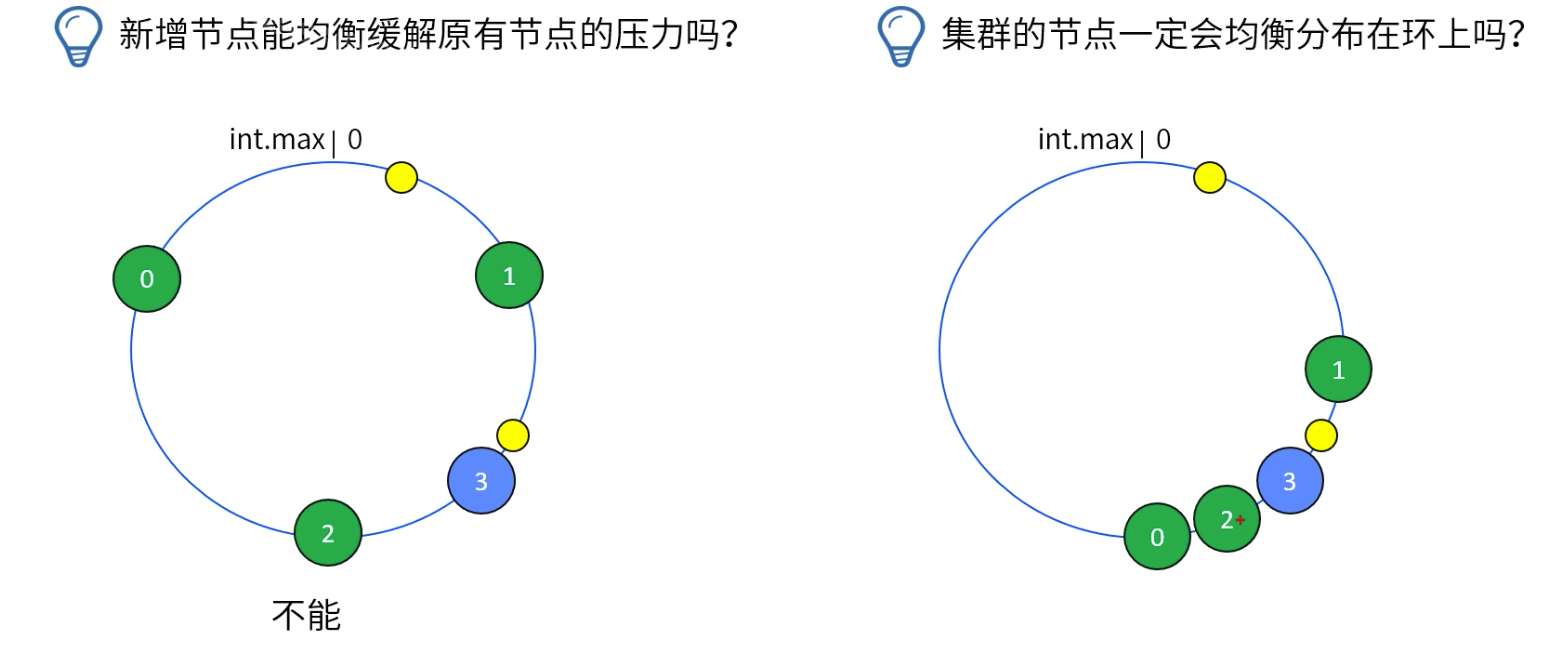 新增节点能均衡缓解原有节点的压力吗？
int.max | 0
0
1
3
2
不能
集群的节点一定会均衡分布在环上吗？
int.max | 0
1
3
2
0